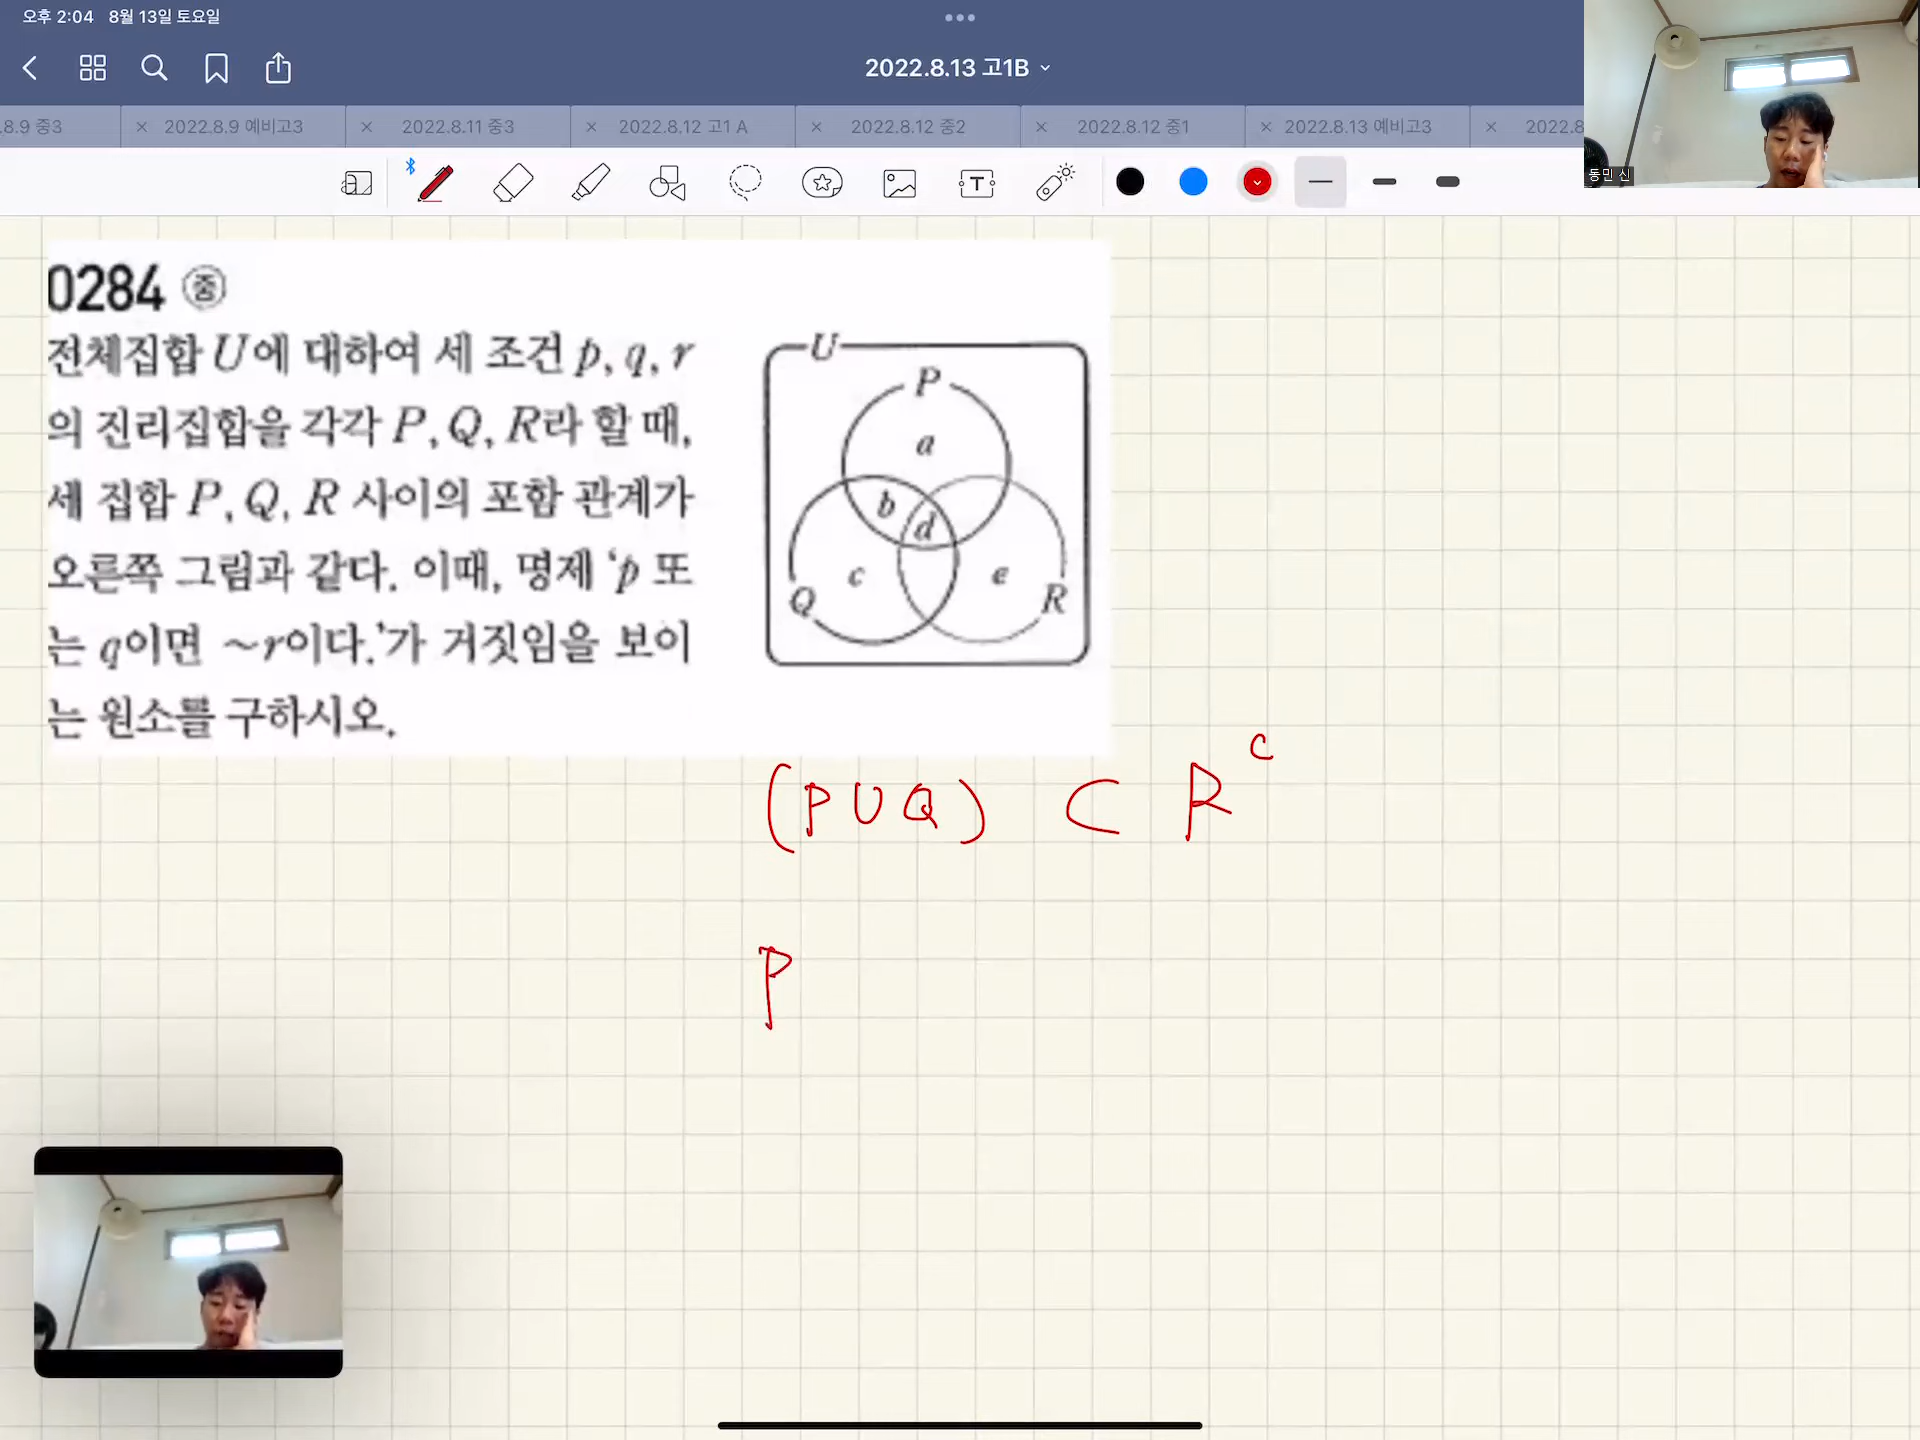 오후 2:04 8월 13일 토요일
2022.8.13 고1B
.8.9 중3
2022.8.9 예비고3
2022.8.11 중3
2022.8.12 고1 A
2022.8.12 중2
2022.8.12 중1
2022.8.13 예비고3
2022.8
동민 신
0284 중
전체집합 U에 대하여 세 조건 p, q, r
의 진리집합을 각각 P, Q, R라 할 때,
세 집합 P, Q, R 사이의 포함 관계가
오른쪽 그림과 같다. 이때, 명제 ‘p 또
는 q이면 ~r이다.’가 거짓임을 보이
는 원소를 구하시오.
U
P
a
b
d
c
e
Q
R
(P∪Q) ⊂ R^c
P